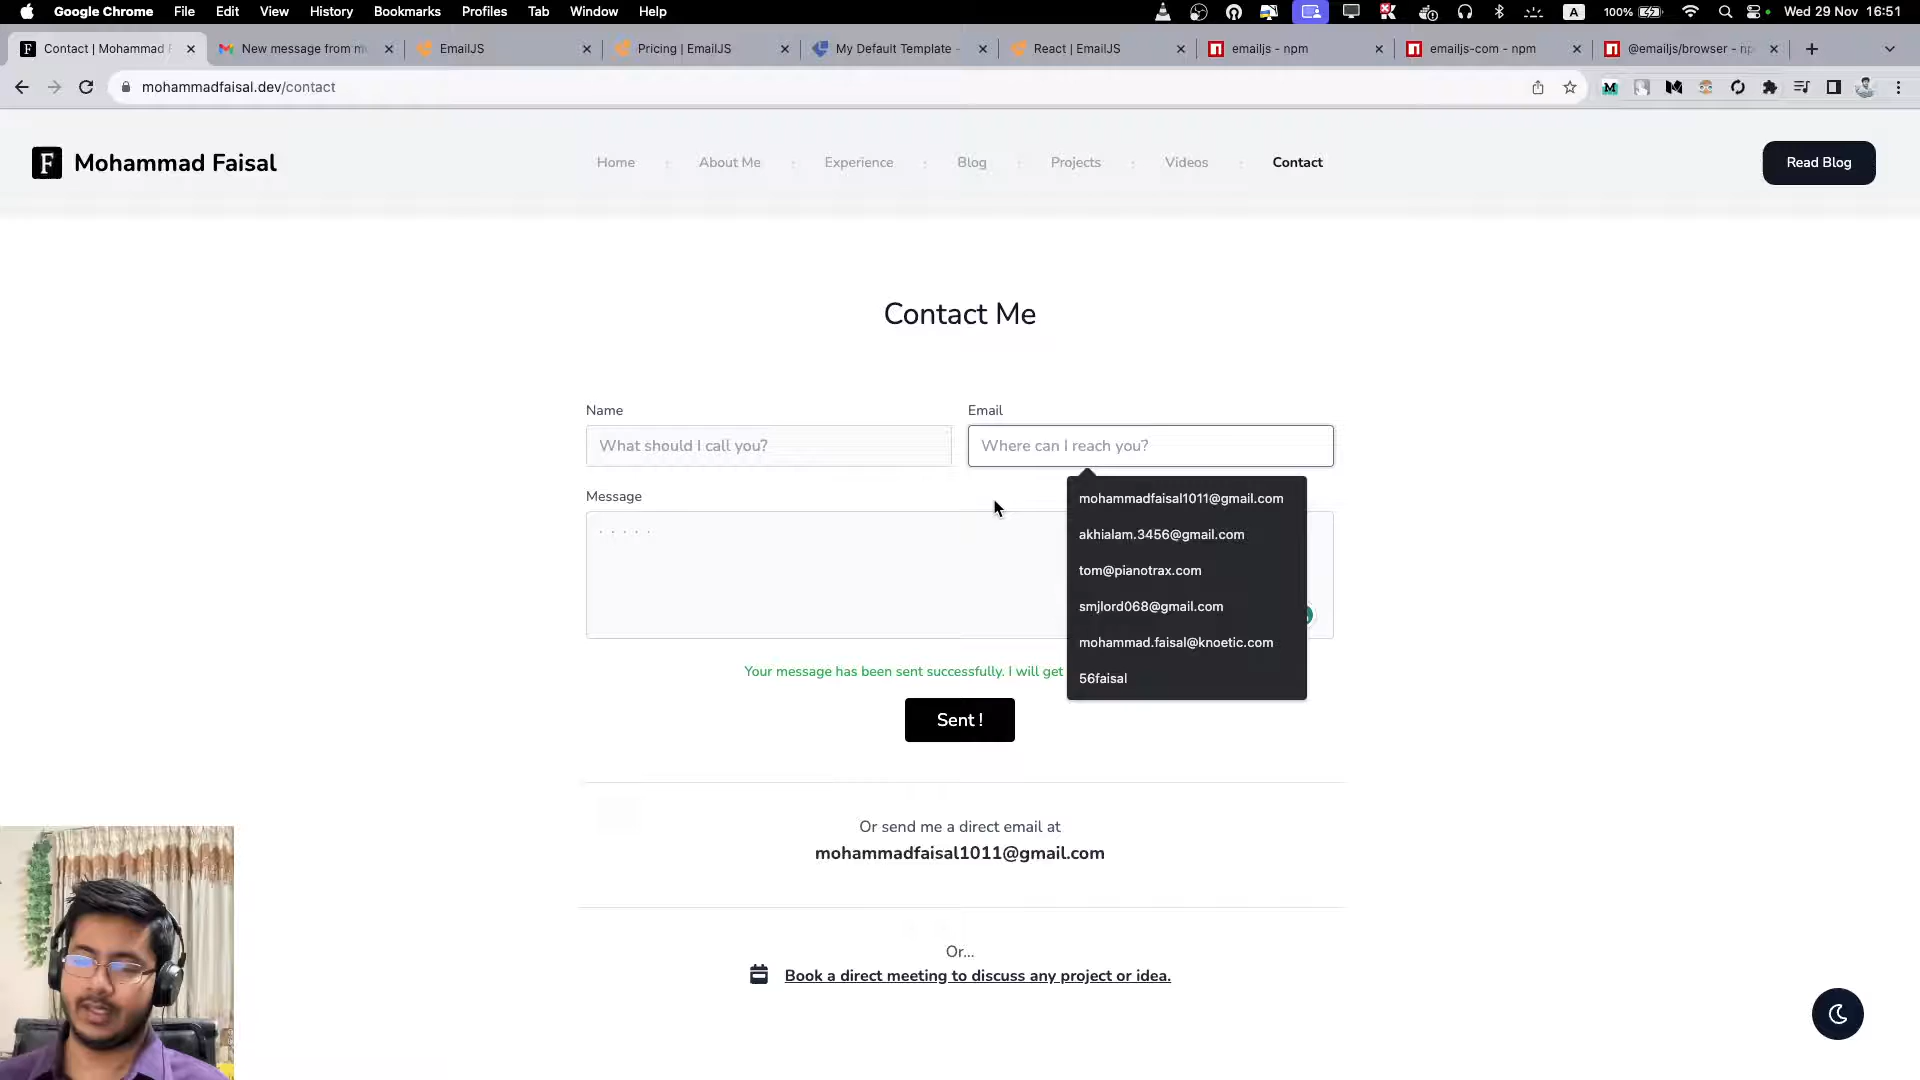 Google Chrome File Edit View History Bookmarks Profiles Tab Window Help A 100% Wed 29 Nov 16:51
Contact | Mohammad F New message from m EmailJS Pricing | EmailJS My Default Template - React | EmailJS emailjs - npm emailjs-com - npm @emailjs/browser - np
mohammadfaisal.dev/contact
F Mohammad Faisal Home About Me Experience Blog Projects Videos Contact Read Blog
Contact Me
Name Email
What should I call you? Where can I reach you?
Message
. . . . .
mohammadfaisal1011@gmail.com
akhialam.3456@gmail.com
tom@pianotrax.com
smjlord068@gmail.com
mohammad.faisal@knoetic.com
56faisal
Your message has been sent successfully. I will get
Sent !
Or send me a direct email at
mohammadfaisal1011@gmail.com
Or...
Book a direct meeting to discuss any project or idea.